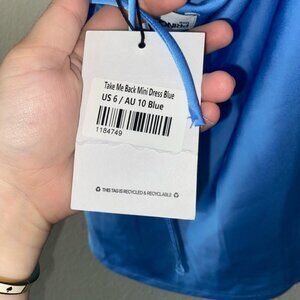 Take Me Back Mini Dress Blue
US 6 / AU 10 Blue
1184749
♲ THIS TAG IS RECYCLED & RECYCLABLE. ♲